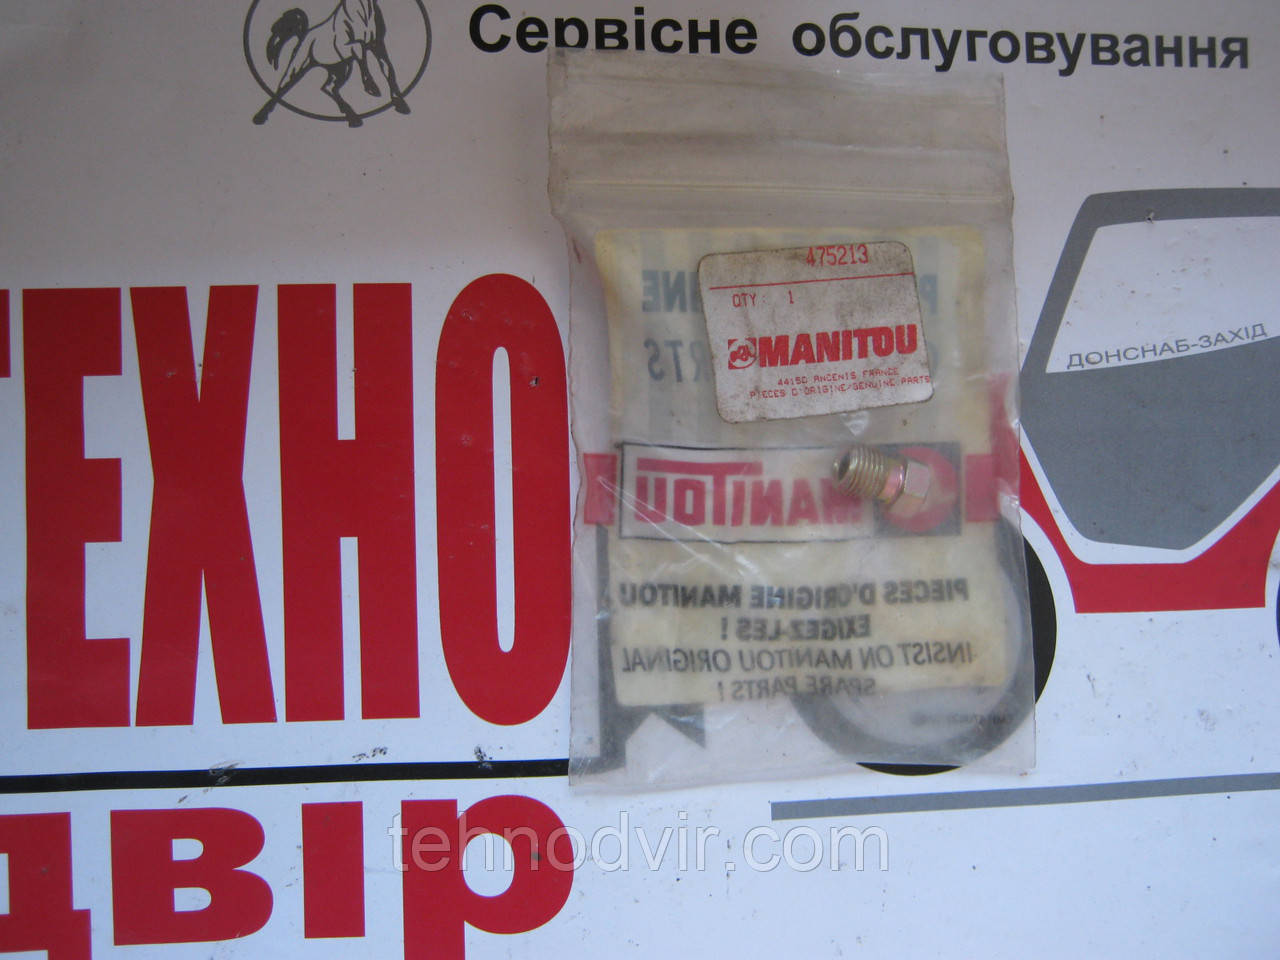 Сервісне обслуговування
475213
QTY: 1
MANITOU
44150 ANCENIS FRANCE
PIECES D'ORIGINE/GENUINE PARTS
ДОНСНАБ-ЗАХІД
ТЕХНО
MANITOU
PIECES D'ORIGINE MANITOU
EXIGEZ-LES !
INSIST ON MANITOU ORIGINAL
SPARE PARTS !
двір
tehnodvir.com